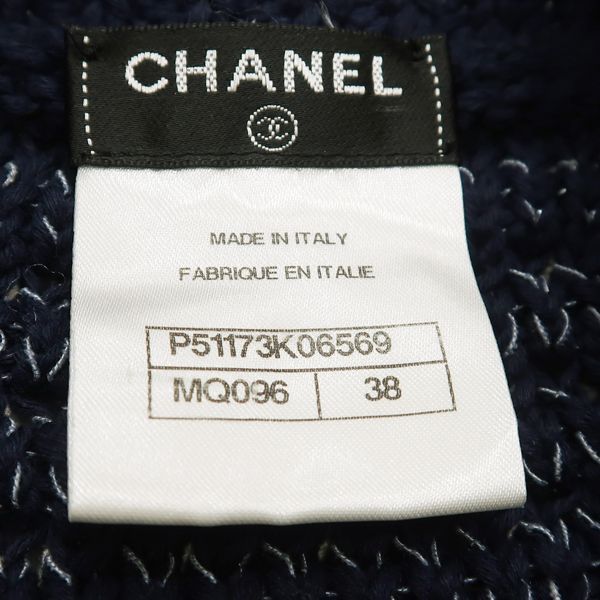 CHANEL
MADE IN ITALY
FABRIQUE EN ITALIE
P51173K06569
MQ096 38